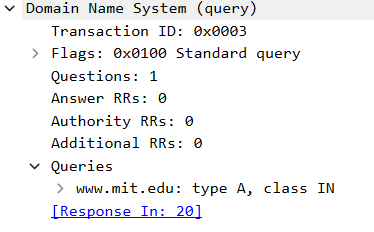 Domain Name System (query)
Transaction ID: 0x0003
Flags: 0x0100 Standard query
Questions: 1
Answer RRs: 0
Authority RRs: 0
Additional RRs: 0
Queries
www.mit.edu: type A, class IN
[Response In: 20]